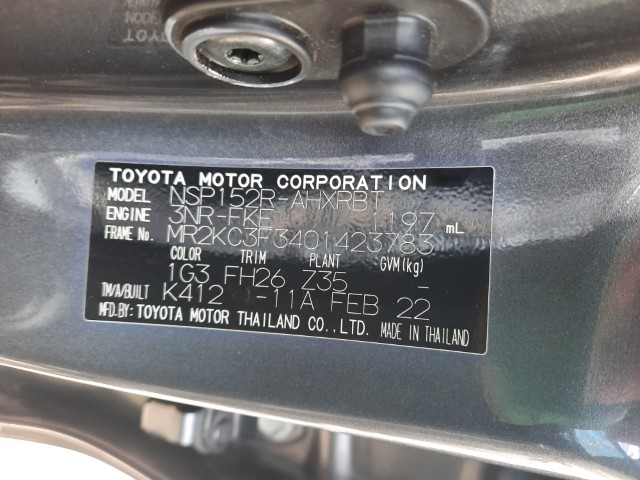 TOYOTA MOTOR CORPORATION
MODEL NSP152R-AHXRBT
ENGINE 3NR-FKE 1197 mL
FRAME No. MR2KC3F3401423783
COLOR TRIM PLANT GVM(kg)
1G3 FH26 Z35 -
TM/A/BUILT K412 -11A FEB 22
MFD.BY: TOYOTA MOTOR THAILAND CO.,LTD. MADE IN THAILAND